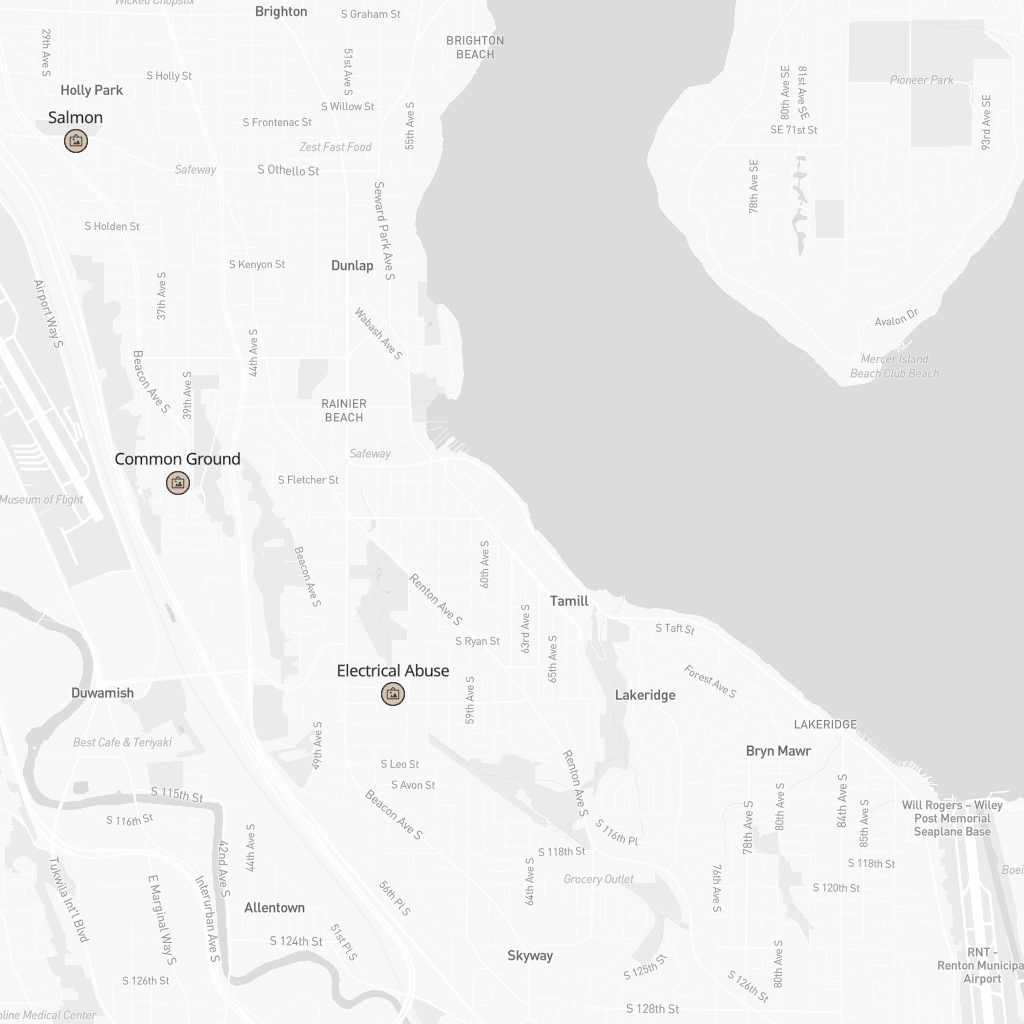 Wicked Chopstix
Brighton
S Graham St
BRIGHTON
BEACH
29th Ave S
51st Ave S
S Holly St
Holly Park
Salmon
S Willow St
S Frontenac St
55th Ave S
Zest Fast Food
Safeway
S Othello St
Seward Park Ave S
Pioneer Park
80th Ave SE
81st Ave SE
SE 71st St
93rd Ave SE
78th Ave SE
S Holden St
S Kenyon St
Dunlap
Airport Way S
37th Ave S
Wabash Ave S
44th Ave S
Avalon Dr
Mercer Island
Beach Club Beach
Beacon Ave S
39th Ave S
RAINIER
BEACH
Common Ground
Safeway
S Fletcher St
Museum of Flight
Beacon Ave S
60th Ave S
Renton Ave S
Tamill
63rd Ave S
S Taft St
S Ryan St
65th Ave S
Electrical Abuse
Forest Ave S
Duwamish
59th Ave S
Lakeridge
LAKERIDGE
Best Cafe & Teriyaki
49th Ave S
Bryn Mawr
S Leo St
Renton Ave S
S Avon St
S 115th St
Beacon Ave S
84th Ave S
80th Ave S
78th Ave S
85th Ave S
Will Rogers – Wiley
Post Memorial
Seaplane Base
S 116th St
S 116th Pl
44th Ave S
42nd Ave S
S 118th St
S 118th St
Boei
Tukwila Int'l Blvd
E Marginal Way S
Interurban Ave S
56th Pl S
64th Ave S
Grocery Outlet
76th Ave S
S 120th St
Allentown
51st Pl S
S 124th St
Skyway
80th Ave S
RNT -
Renton Municipa
Airport
S 125th St
S 126th St
S 126th St
nline Medical Center
S 128th St